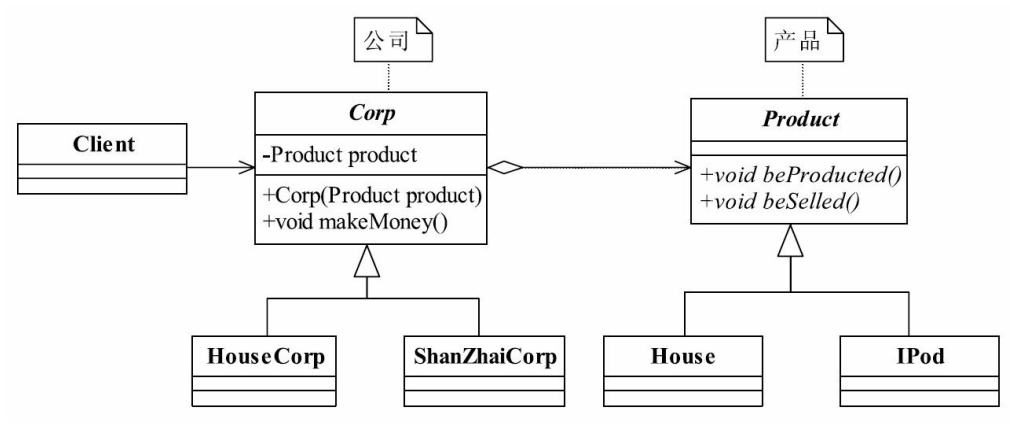 公司
产品
Client
Corp
-Product product
+Corp(Product product)
+void makeMoney()
Product
+void beProducted()
+void beSelled()
HouseCorp
ShanZhaiCorp
House
IPod